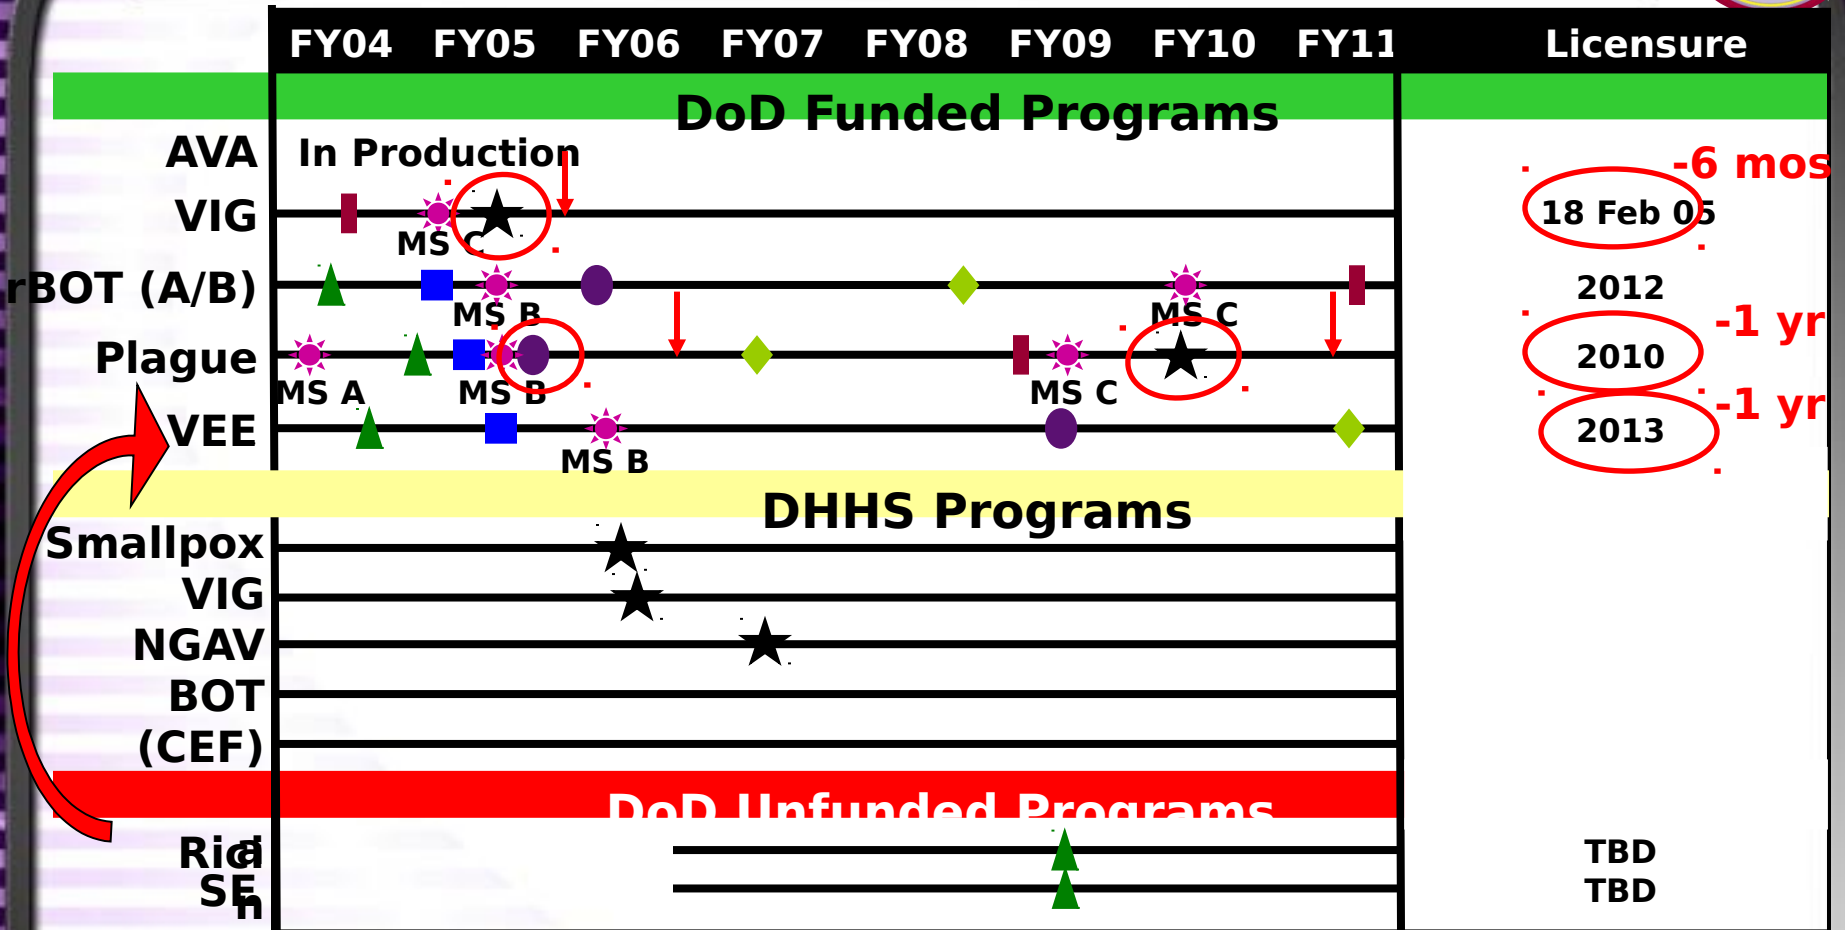 FY04 FY05 FY06 FY07 FY08 FY09 FY10 FY11 Licensure
DoD Funded Programs
AVA In Production
-6 mos
VIG 18 Feb 05
MS C
rBOT (A/B) 2012
MS B MS C
-1 yr
Plague 2010
MS A MS B MS C
-1 yr
VEE 2013
MS B
DHHS Programs
Smallpox
VIG
NGAV
BOT
(CEF)
DoD Unfunded Programs
TBD
TBD